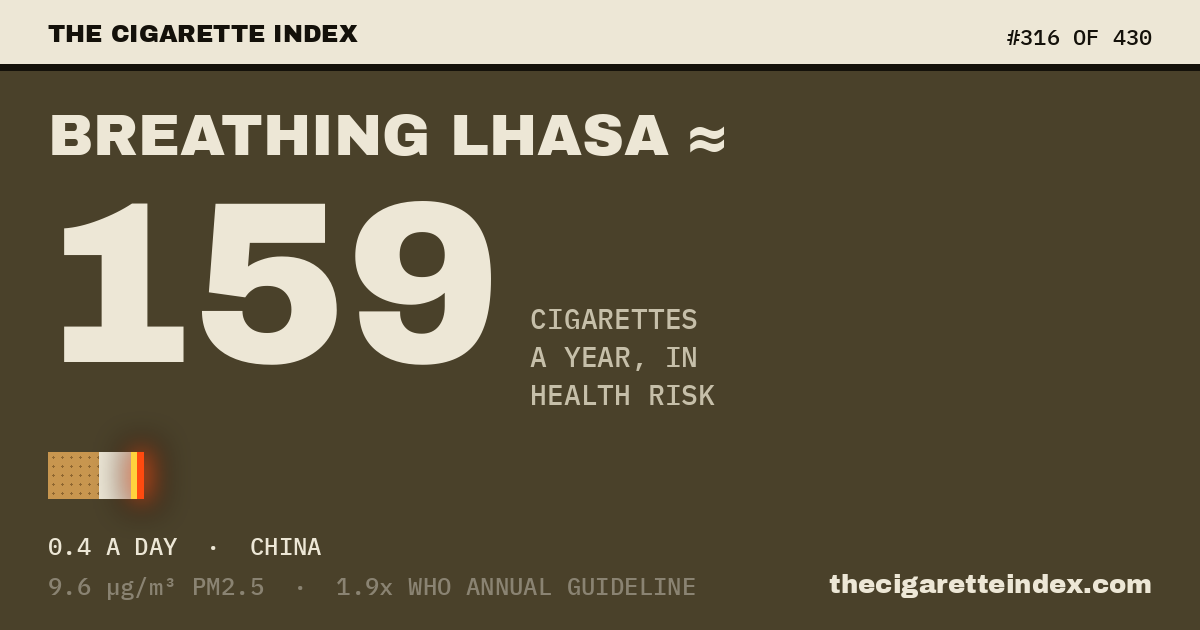 THE CIGARETTE INDEX
#316 OF 430
BREATHING LHASA ≈
159
CIGARETTES
A YEAR, IN
HEALTH RISK
0.4 A DAY · CHINA
9.6 µg/m³ PM2.5 · 1.9x WHO ANNUAL GUIDELINE
thecigaretteindex.com